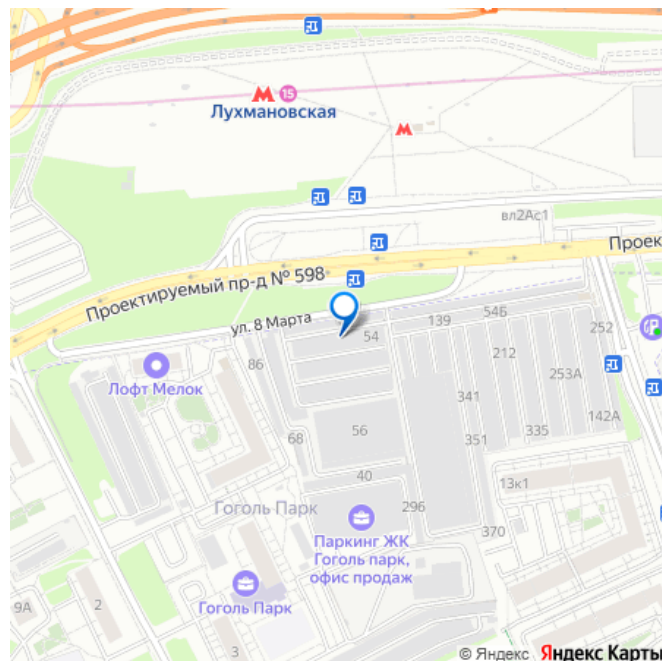 15
Лухмановская
вл2Ас1
Проек
Проектируемый пр-д № 598
ул. 8 Марта
54
139
54Б
252
86
212
Лофт Мелок
253А
341
142А
56
68
351
335
40
13к1
Гоголь Парк
296
370
Паркинг ЖК
Гоголь парк,
офис продаж
Гоголь Парк
9А
2
3
© Яндекс Яндекс Карты